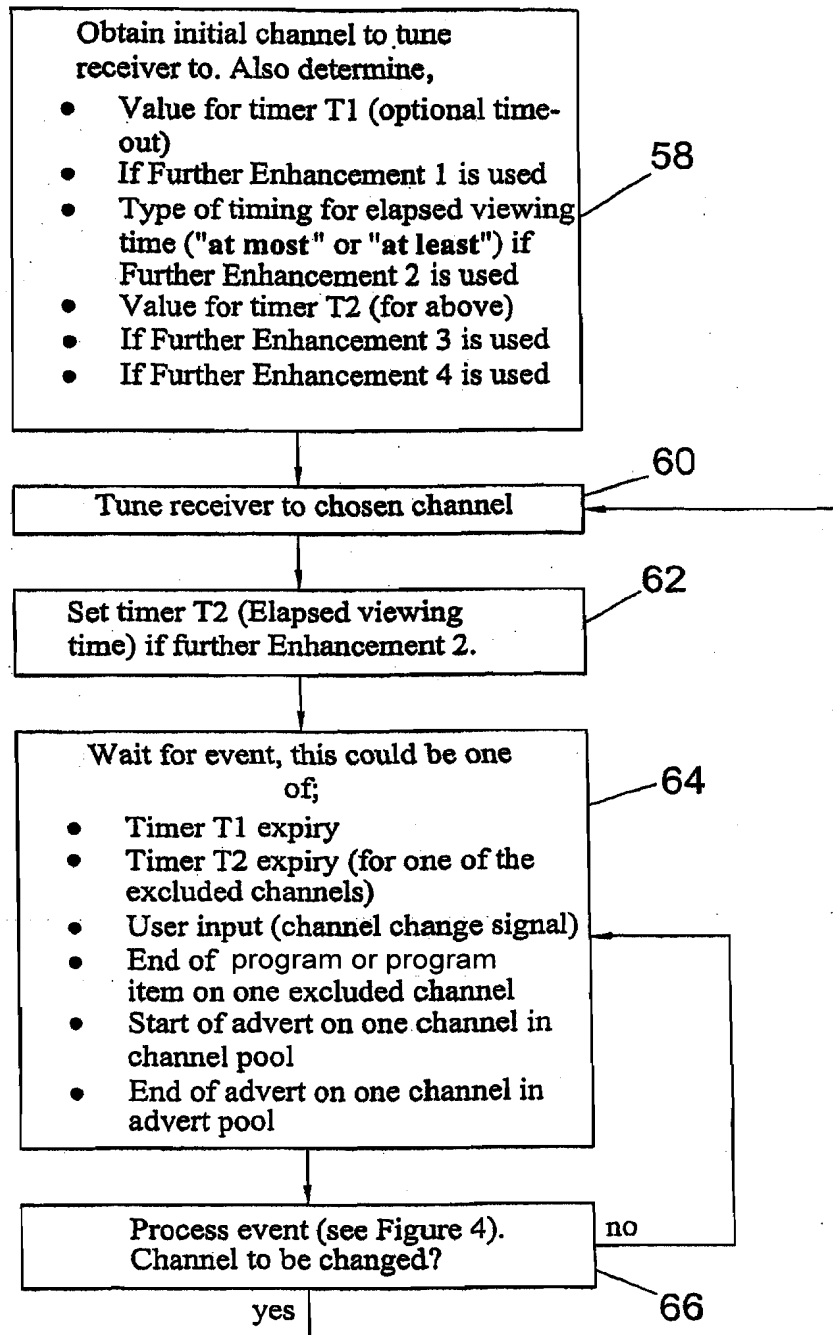 Obtain initial channel to tune
receiver to. Also determine,
• Value for timer T1 (optional time-
out)
• If Further Enhancement 1 is used
• Type of timing for elapsed viewing
time ("at most" or "at least") if
Further Enhancement 2 is used
• Value for timer T2 (for above)
• If Further Enhancement 3 is used
• If Further Enhancement 4 is used
58
60
Tune receiver to chosen channel
62
Set timer T2 (Elapsed viewing
time) if further Enhancement 2.
Wait for event, this could be one
of;
• Timer T1 expiry
• Timer T2 expiry (for one of the
excluded channels)
• User input (channel change signal)
• End of program or program
item on one excluded channel
• Start of advert on one channel in
channel pool
• End of advert on one channel in
advert pool
64
Process event (see Figure 4).
Channel to be changed?
no
66
yes